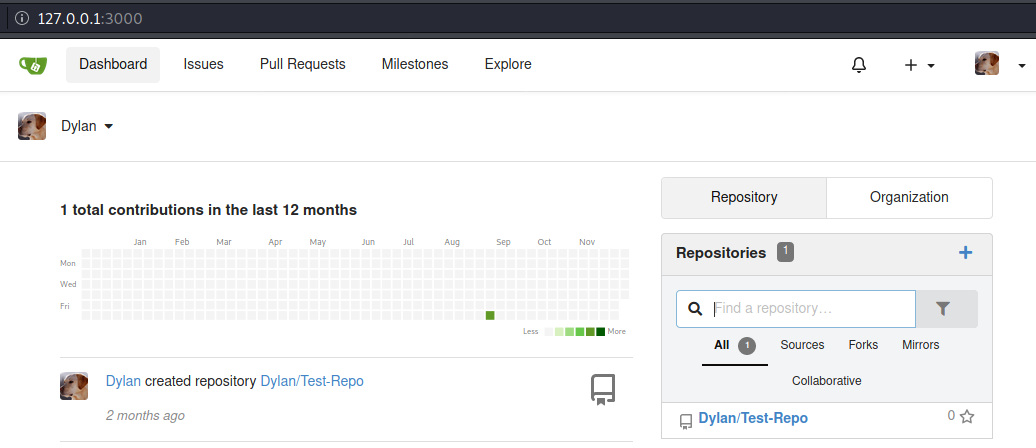 127.0.0.1:3000
Dashboard Issues Pull Requests Milestones Explore
Dylan
1 total contributions in the last 12 months
Jan Feb Mar Apr May Jun Jul Aug Sep Oct Nov
Mon
Wed
Fri
Less More
Dylan created repository Dylan/Test-Repo
2 months ago
Repository Organization
Repositories 1
Find a repository...
All 1 Sources Forks Mirrors
Collaborative
Dylan/Test-Repo 0